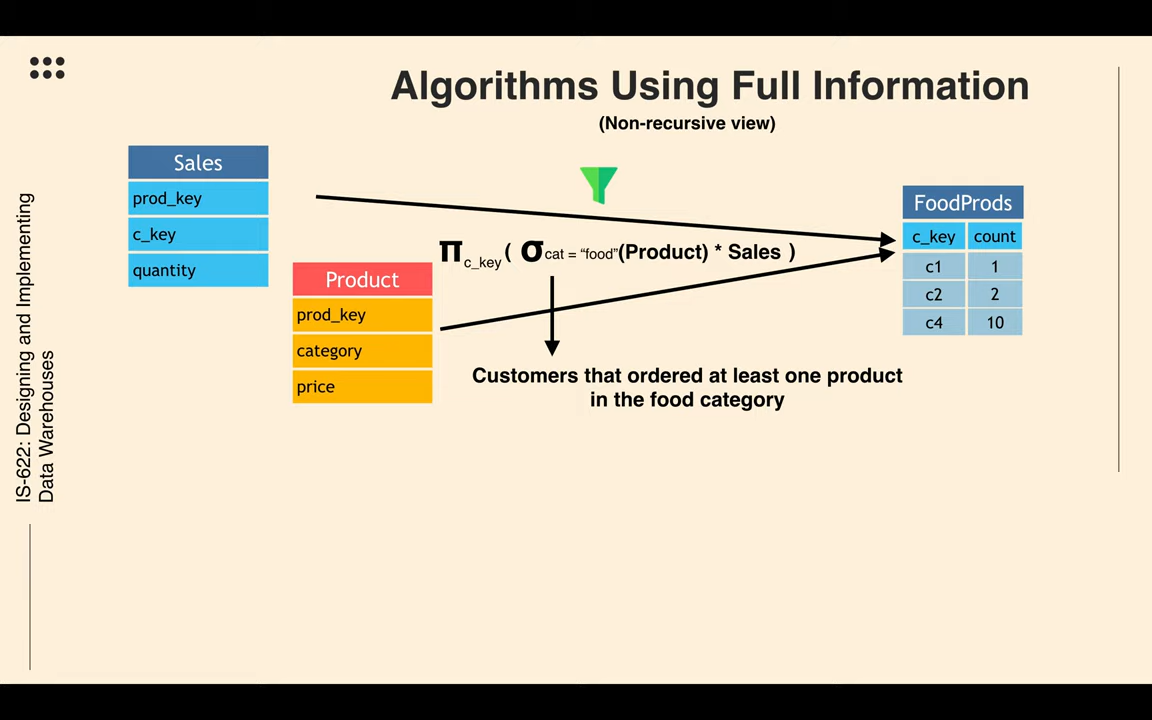 Algorithms Using Full Information
(Non-recursive view)
IS-622: Designing and Implementing
Data Warehouses
Sales
prod_key
c_key
quantity
Product
prod_key
category
price
π c_key ( σ cat = “food” (Product) * Sales )
Customers that ordered at least one product
in the food category
FoodProds
c_key count
c1 1
c2 2
c4 10